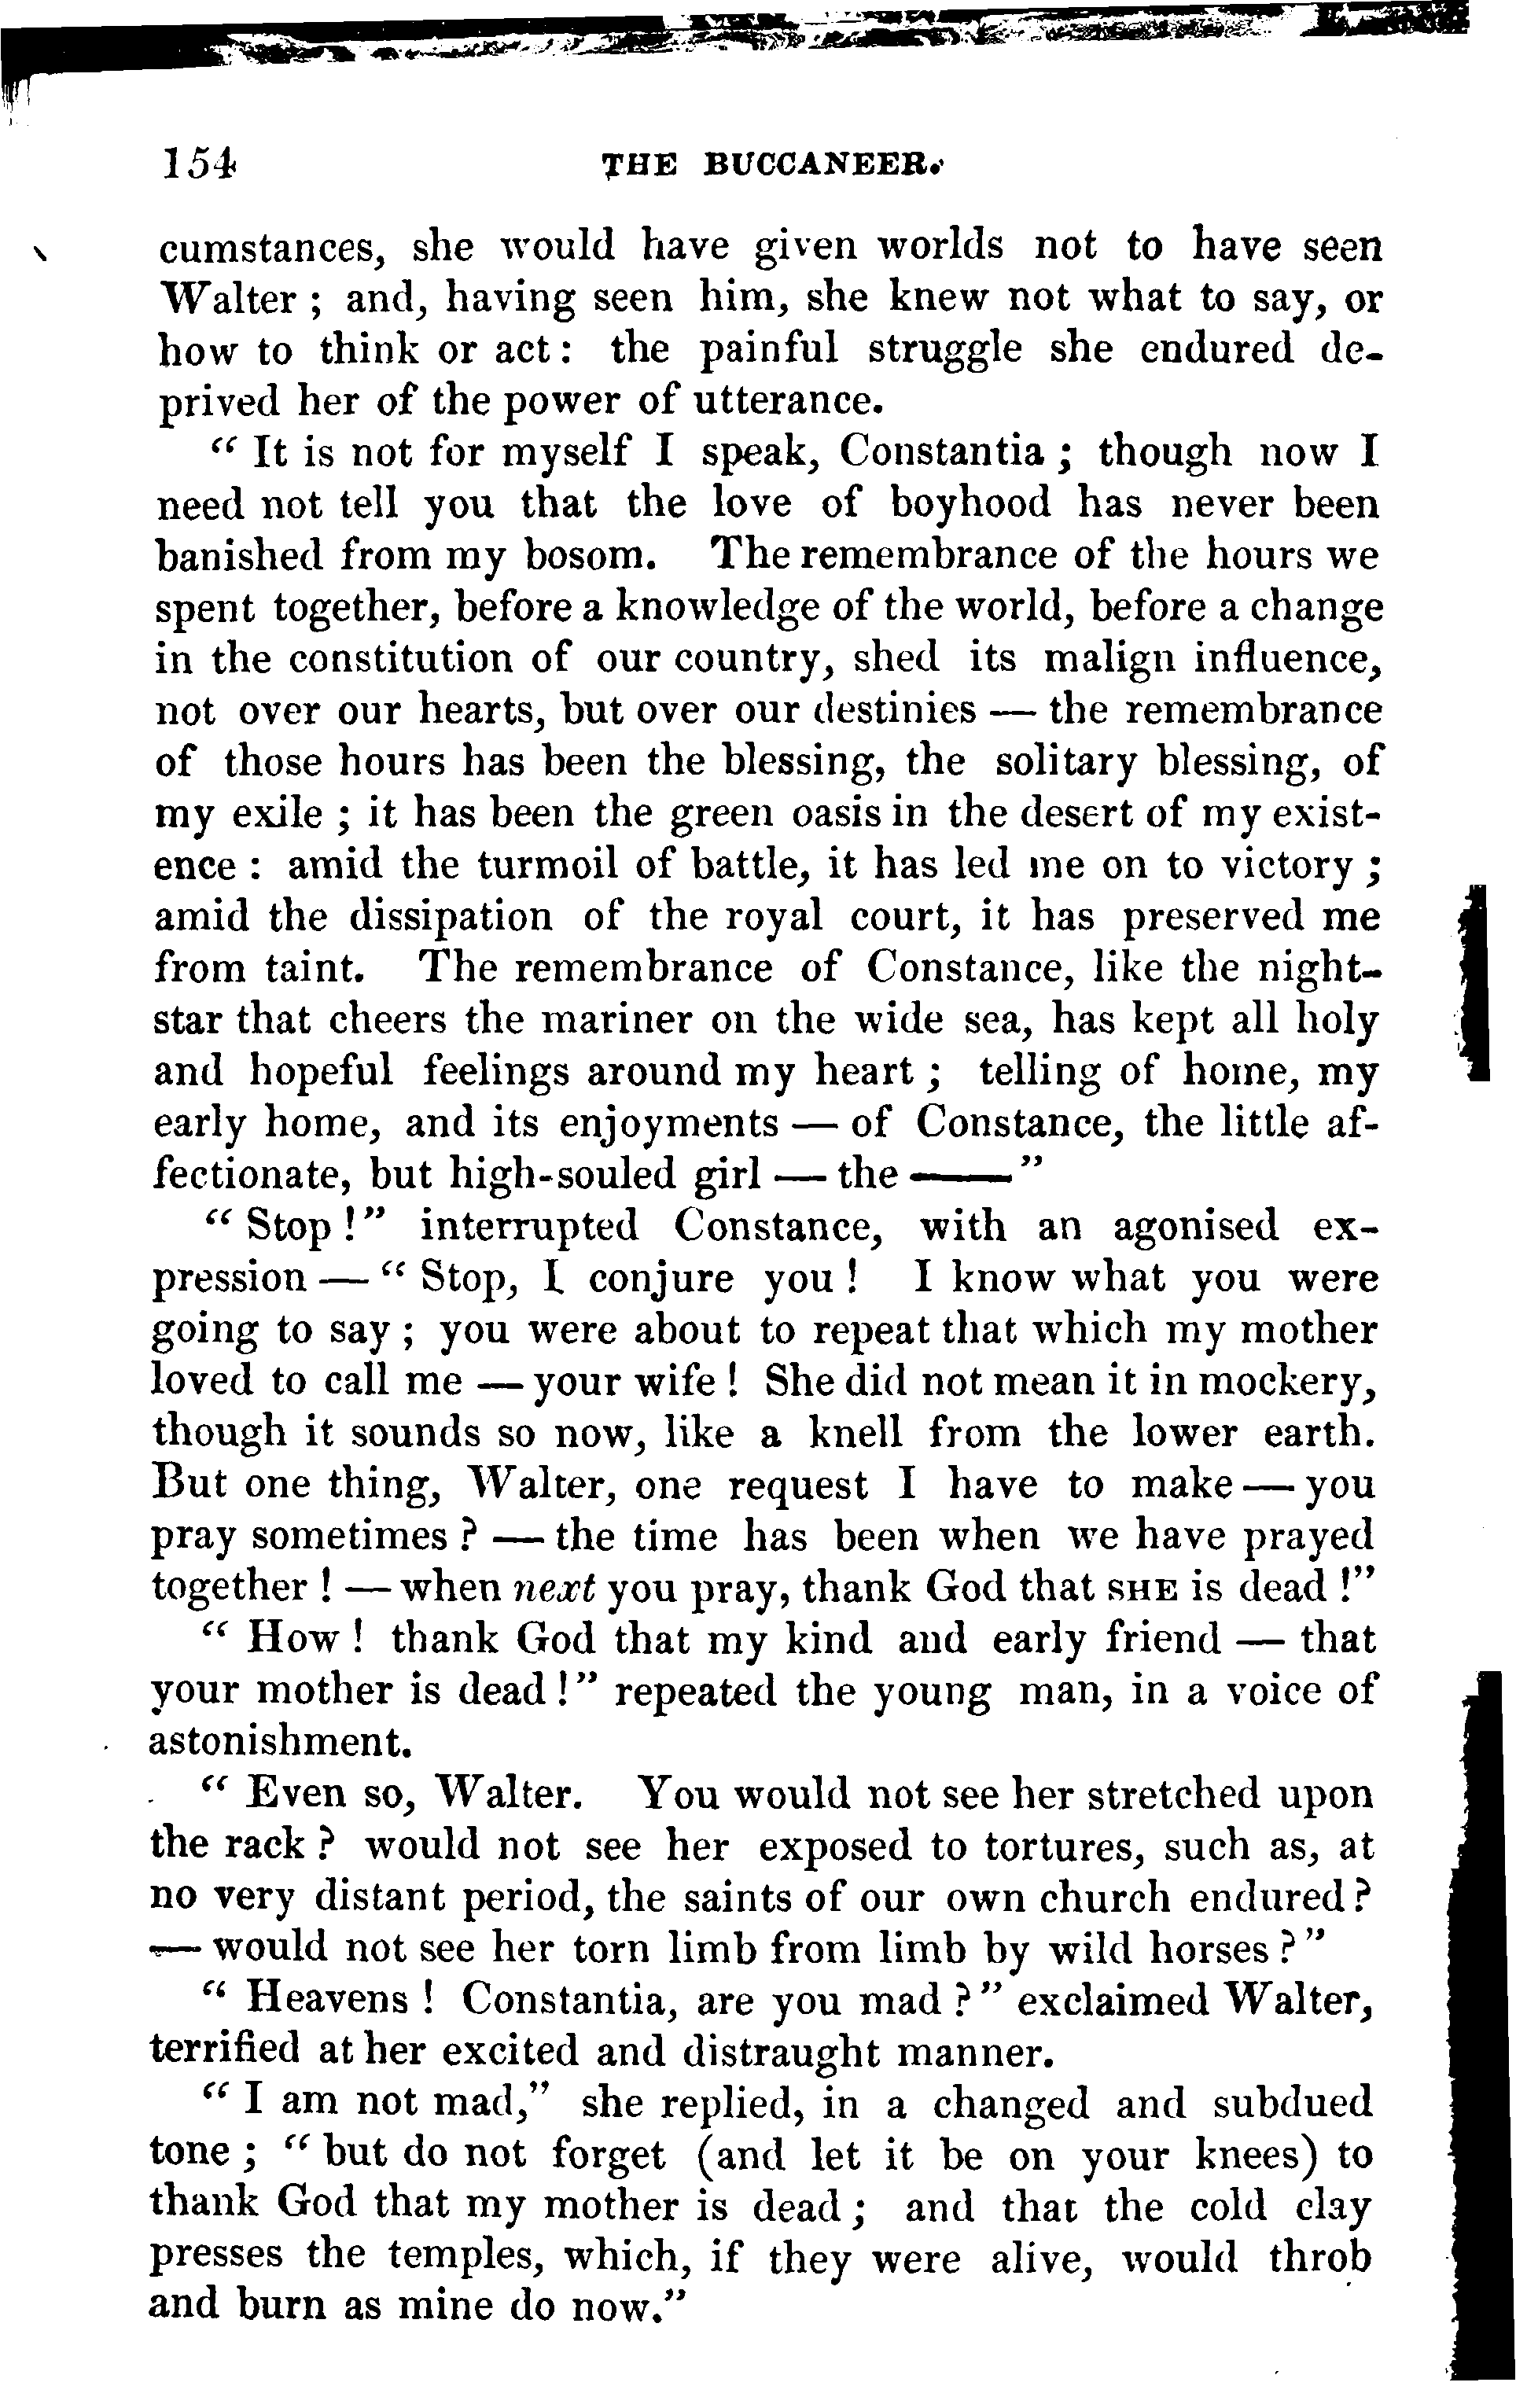 154 THE BUCCANEER.
cumstances, she would have given worlds not to have seen
Walter ; and, having seen him, she knew not what to say, or
how to think or act : the painful struggle she endured de-
prived her of the power of utterance.
“ It is not for myself I speak, Constantia ; though now I
need not tell you that the love of boyhood has never been
banished from my bosom. The remembrance of the hours we
spent together, before a knowledge of the world, before a change
in the constitution of our country, shed its malign influence,
not over our hearts, but over our destinies — the remembrance
of those hours has been the blessing, the solitary blessing, of
my exile ; it has been the green oasis in the desert of my exist-
ence : amid the turmoil of battle, it has led me on to victory ;
amid the dissipation of the royal court, it has preserved me
from taint. The remembrance of Constance, like the night-
star that cheers the mariner on the wide sea, has kept all holy
and hopeful feelings around my heart ; telling of home, my
early home, and its enjoyments — of Constance, the little af-
fectionate, but high-souled girl — the ——”
“ Stop !” interrupted Constance, with an agonised ex-
pression — “ Stop, I conjure you ! I know what you were
going to say ; you were about to repeat that which my mother
loved to call me — your wife ! She did not mean it in mockery,
though it sounds so now, like a knell from the lower earth.
But one thing, Walter, one request I have to make — you
pray sometimes ? — the time has been when we have prayed
together ! — when next you pray, thank God that SHE is dead !”
“ How ! thank God that my kind and early friend — that
your mother is dead !” repeated the young man, in a voice of
astonishment.
“ Even so, Walter. You would not see her stretched upon
the rack ? would not see her exposed to tortures, such as, at
no very distant period, the saints of our own church endured ?
— would not see her torn limb from limb by wild horses ?”
“ Heavens ! Constantia, are you mad ?” exclaimed Walter,
terrified at her excited and distraught manner.
“ I am not mad,” she replied, in a changed and subdued
tone ; “ but do not forget (and let it be on your knees) to
thank God that my mother is dead ; and that the cold clay
presses the temples, which, if they were alive, would throb
and burn as mine do now.”